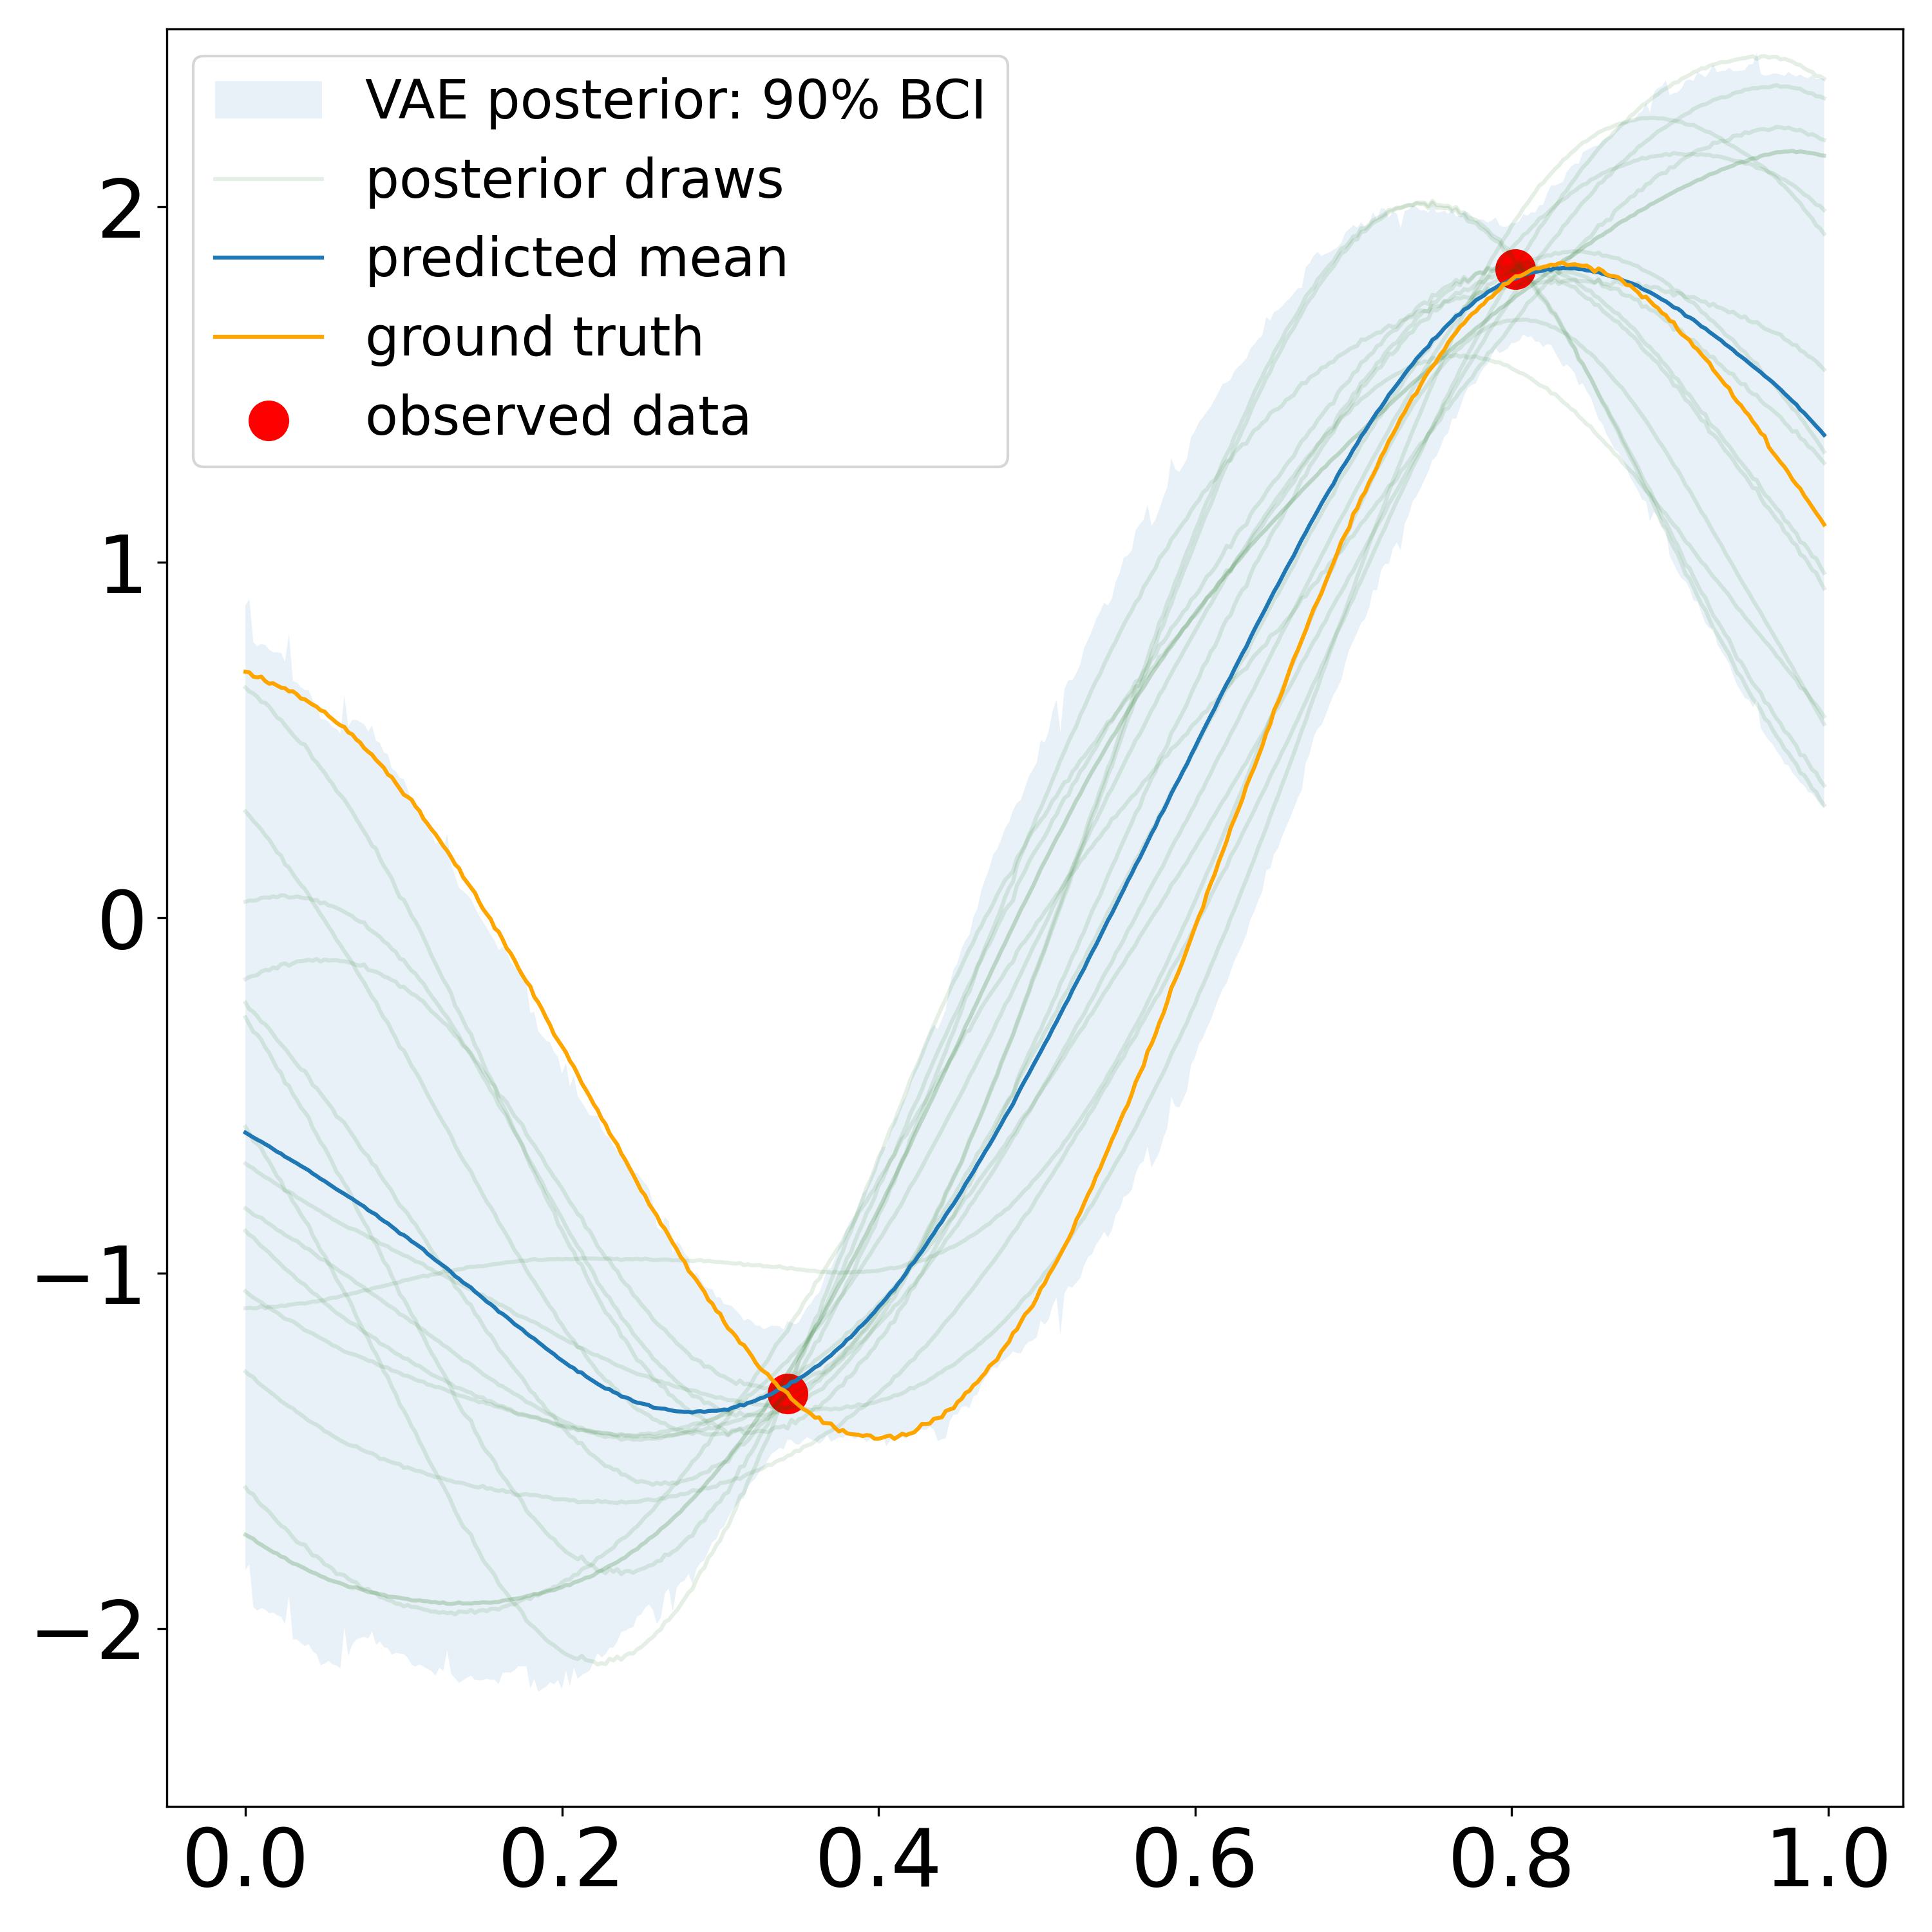 VAE posterior: 90% BCI
posterior draws
predicted mean
ground truth
observed data
2
1
0
−1
−2
0.0 0.2 0.4 0.6 0.8 1.0